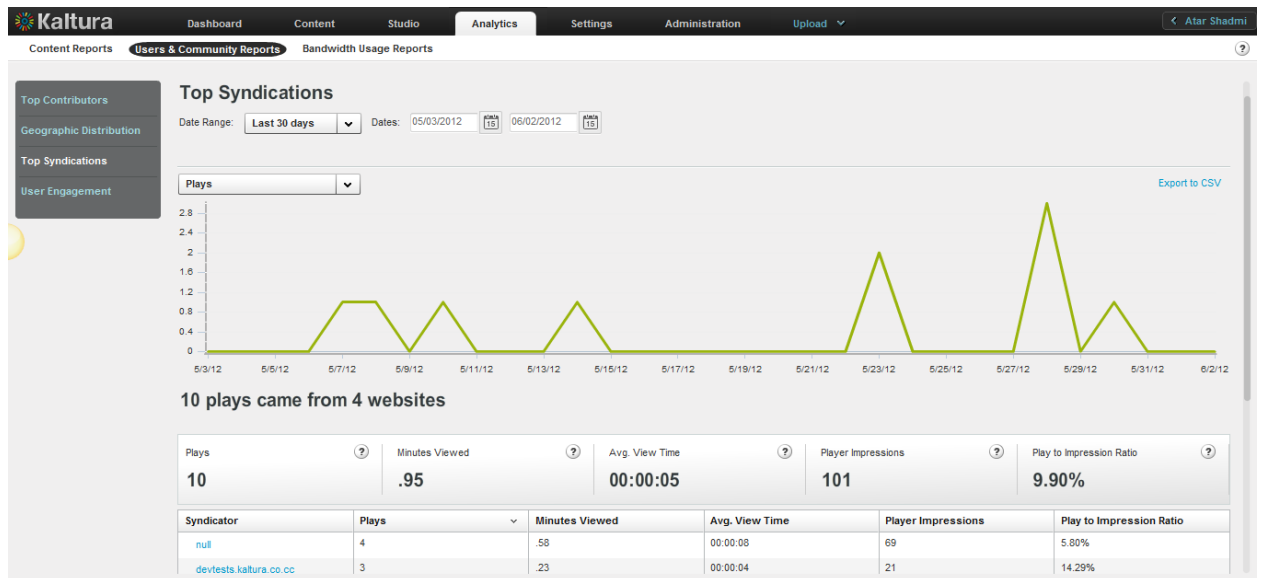 Kaltura Dashboard Content Studio Analytics Settings Administration Upload Atar Shadmi
Content Reports Users & Community Reports Bandwidth Usage Reports ?
Top Contributors
Geographic Distribution
Top Syndications
User Engagement
Top Syndications
Date Range: Last 30 days Dates: 05/03/2012 15 06/02/2012 15
Plays Export to CSV
2.8
2.4
2
1.6
1.2
0.8
0.4
0
5/3/12 5/5/12 5/7/12 5/9/12 5/11/12 5/13/12 5/15/12 5/17/12 5/19/12 5/21/12 5/23/12 5/25/12 5/27/12 5/29/12 5/31/12 6/2/12
10 plays came from 4 websites
Plays ? Minutes Viewed ? Avg. View Time ? Player Impressions ? Play to Impression Ratio ?
10 .95 00:00:05 101 9.90%
Syndicator Plays Minutes Viewed Avg. View Time Player Impressions Play to Impression Ratio
null 4 .58 00:00:08 69 5.80%
devtests.kaltura.co.cc 3 .23 00:00:04 21 14.29%